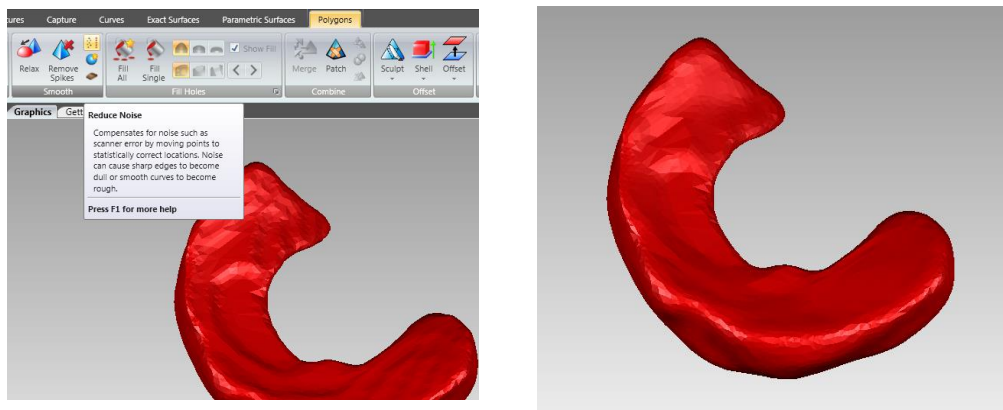 tures Capture Curves Exact Surfaces Parametric Surfaces Polygons
Relax Remove Spikes Fill All Fill Single Show Fill Merge Patch Sculpt Shell Offset
Smooth Fill Holes Combine Offset
Graphics Gett
Reduce Noise
Compensates for noise such as
scanner error by moving points to
statistically correct locations. Noise
can cause sharp edges to become
dull or smooth curves to become
rough.
Press F1 for more help